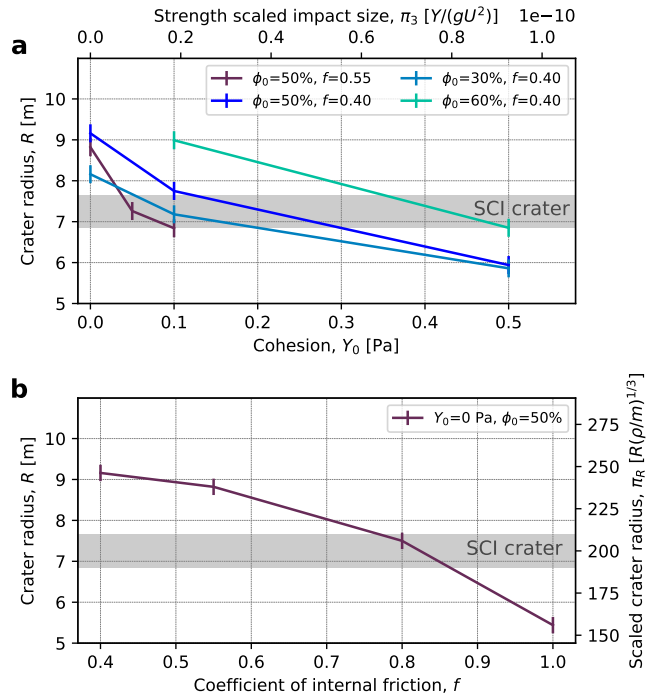 Strength scaled impact size, π₃ [Y/(gU²)] 1e−10
0.0 0.2 0.3 0.5 0.7 0.9 1.0
a
ϕ₀=50%, f=0.55 ϕ₀=30%, f=0.40
ϕ₀=50%, f=0.40 ϕ₀=60%, f=0.40
Crater radius, R [m]
10
9
8
7
6
5
SCI crater
0.0 0.1 0.2 0.3 0.4 0.5
Cohesion, Y₀ [Pa]
b
Y₀=0 Pa, ϕ₀=50%
Crater radius, R [m]
10
9
8
7
6
5
SCI crater
275
250
225
200
175
150
Scaled crater radius, π_R [R(ρ/m)^{1/3}]
0.4 0.5 0.6 0.7 0.8 0.9 1.0
Coefficient of internal friction, f